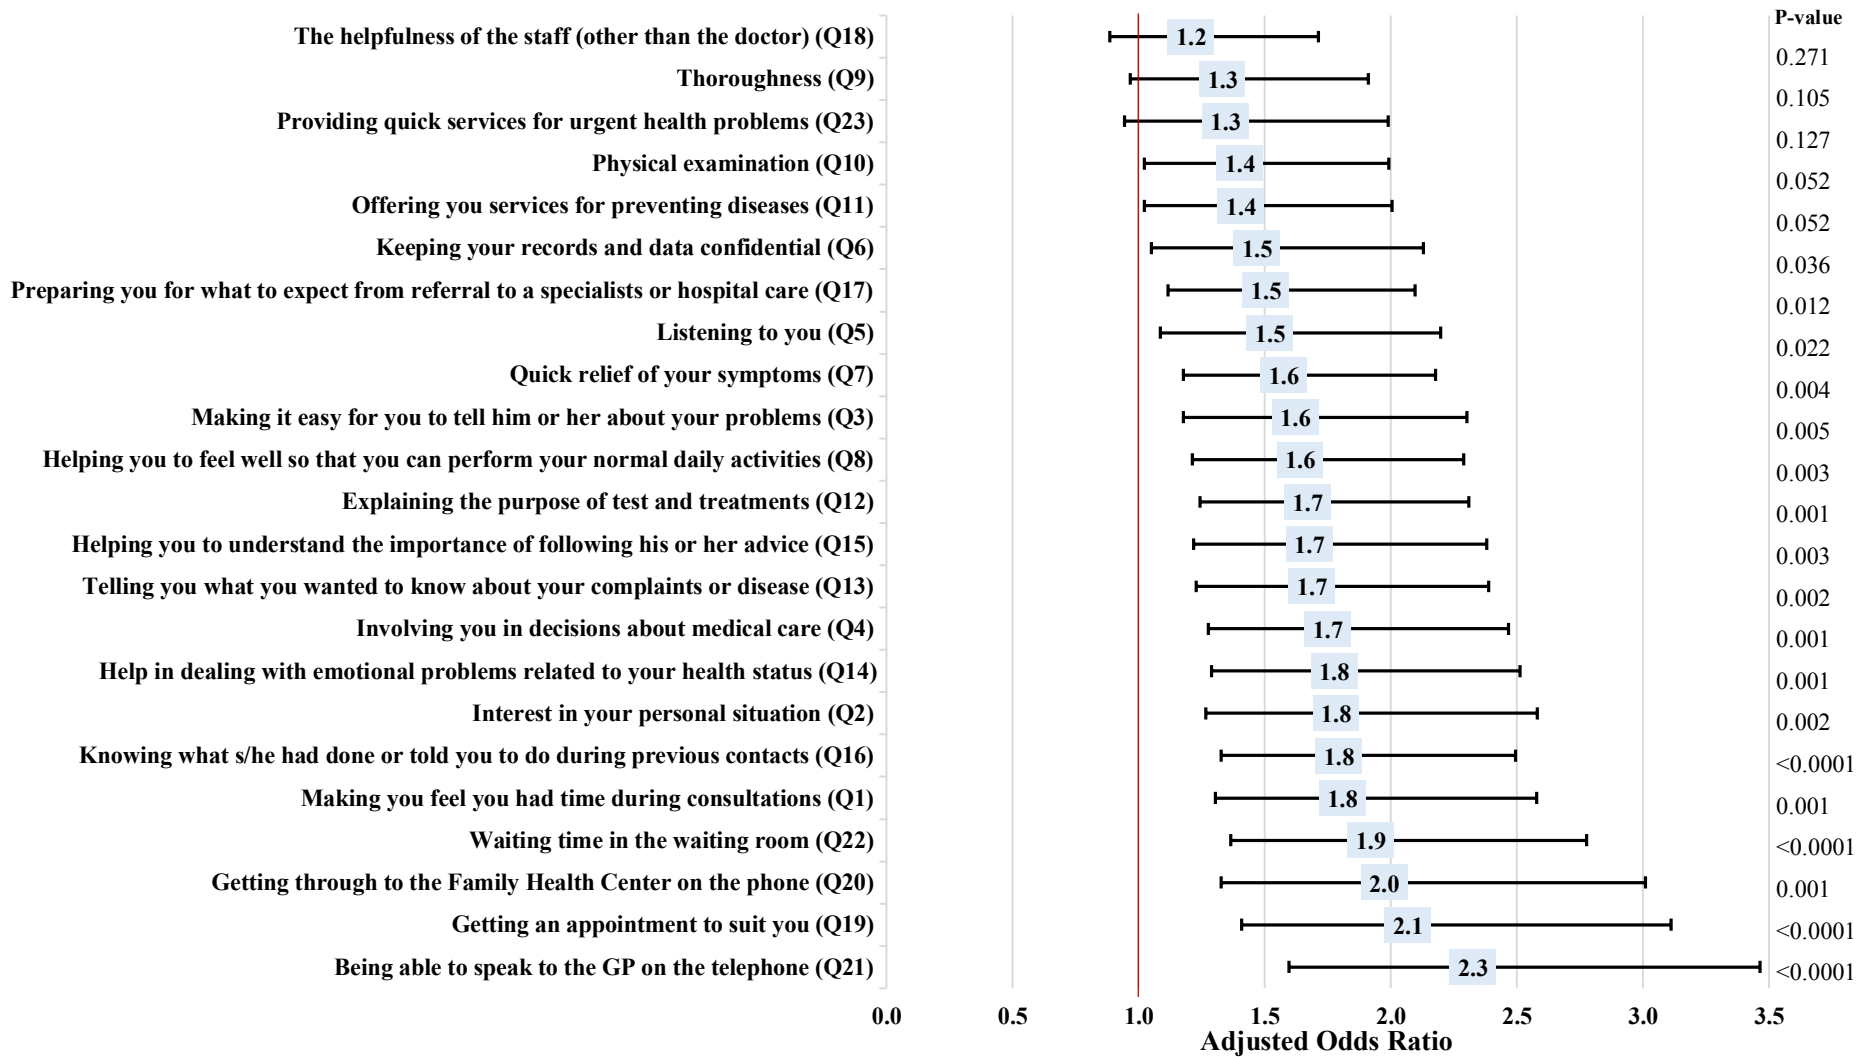 P-value
The helpfulness of the staff (other than the doctor) (Q18) 1.2 0.271
Thoroughness (Q9) 1.3 0.105
Providing quick services for urgent health problems (Q23) 1.3 0.127
Physical examination (Q10) 1.4 0.052
Offering you services for preventing diseases (Q11) 1.4 0.052
Keeping your records and data confidential (Q6) 1.5 0.036
Preparing you for what to expect from referral to a specialists or hospital care (Q17) 1.5 0.012
Listening to you (Q5) 1.5 0.022
Quick relief of your symptoms (Q7) 1.6 0.004
Making it easy for you to tell him or her about your problems (Q3) 1.6 0.005
Helping you to feel well so that you can perform your normal daily activities (Q8) 1.6 0.003
Explaining the purpose of test and treatments (Q12) 1.7 0.001
Helping you to understand the importance of following his or her advice (Q15) 1.7 0.003
Telling you what you wanted to know about your complaints or disease (Q13) 1.7 0.002
Involving you in decisions about medical care (Q4) 1.7 0.001
Help in dealing with emotional problems related to your health status (Q14) 1.8 0.001
Interest in your personal situation (Q2) 1.8 0.002
Knowing what s/he had done or told you to do during previous contacts (Q16) 1.8 <0.0001
Making you feel you had time during consultations (Q1) 1.8 0.001
Waiting time in the waiting room (Q22) 1.9 <0.0001
Getting through to the Family Health Center on the phone (Q20) 2.0 0.001
Getting an appointment to suit you (Q19) 2.1 <0.0001
Being able to speak to the GP on the telephone (Q21) 2.3 <0.0001
0.0 0.5 1.0 1.5 2.0 2.5 3.0 3.5
Adjusted Odds Ratio